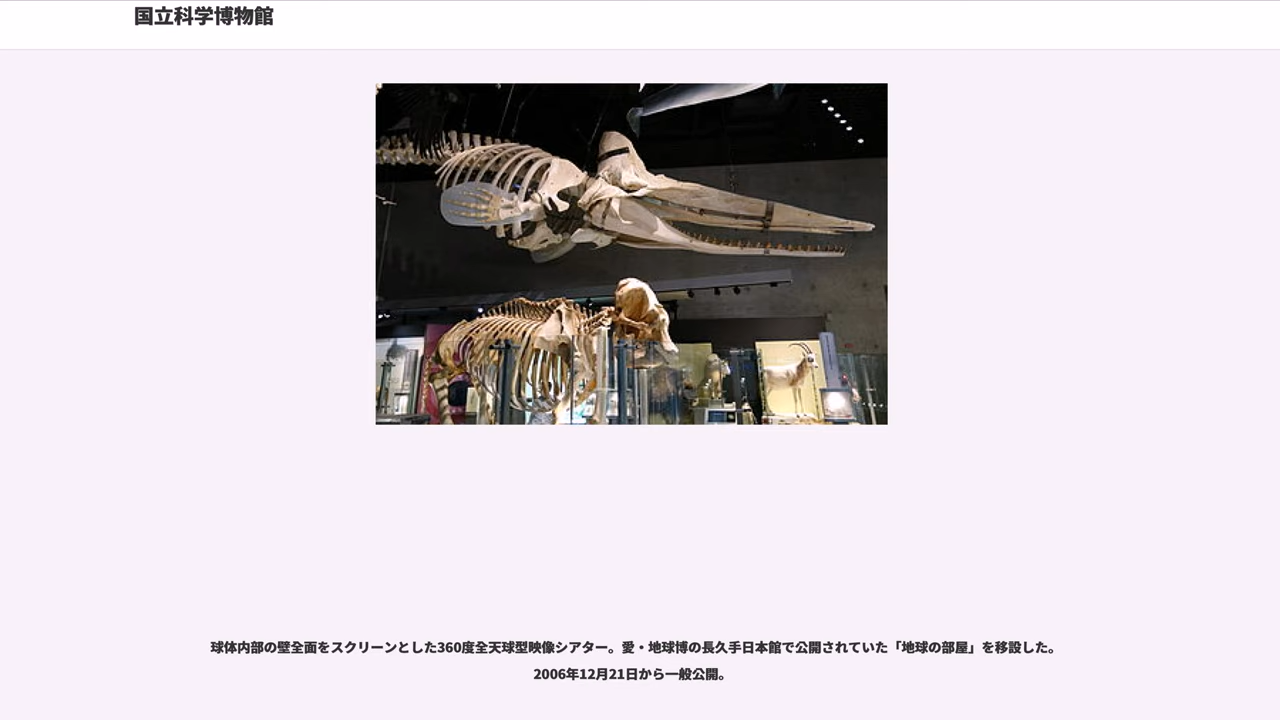 国立科学博物館
球体内部の壁全面をスクリーンとした360度全天球型映像シアター。愛・地球博の長久手日本館で公開されていた「地球の部屋」を移設した。
2006年12月21日から一般公開。